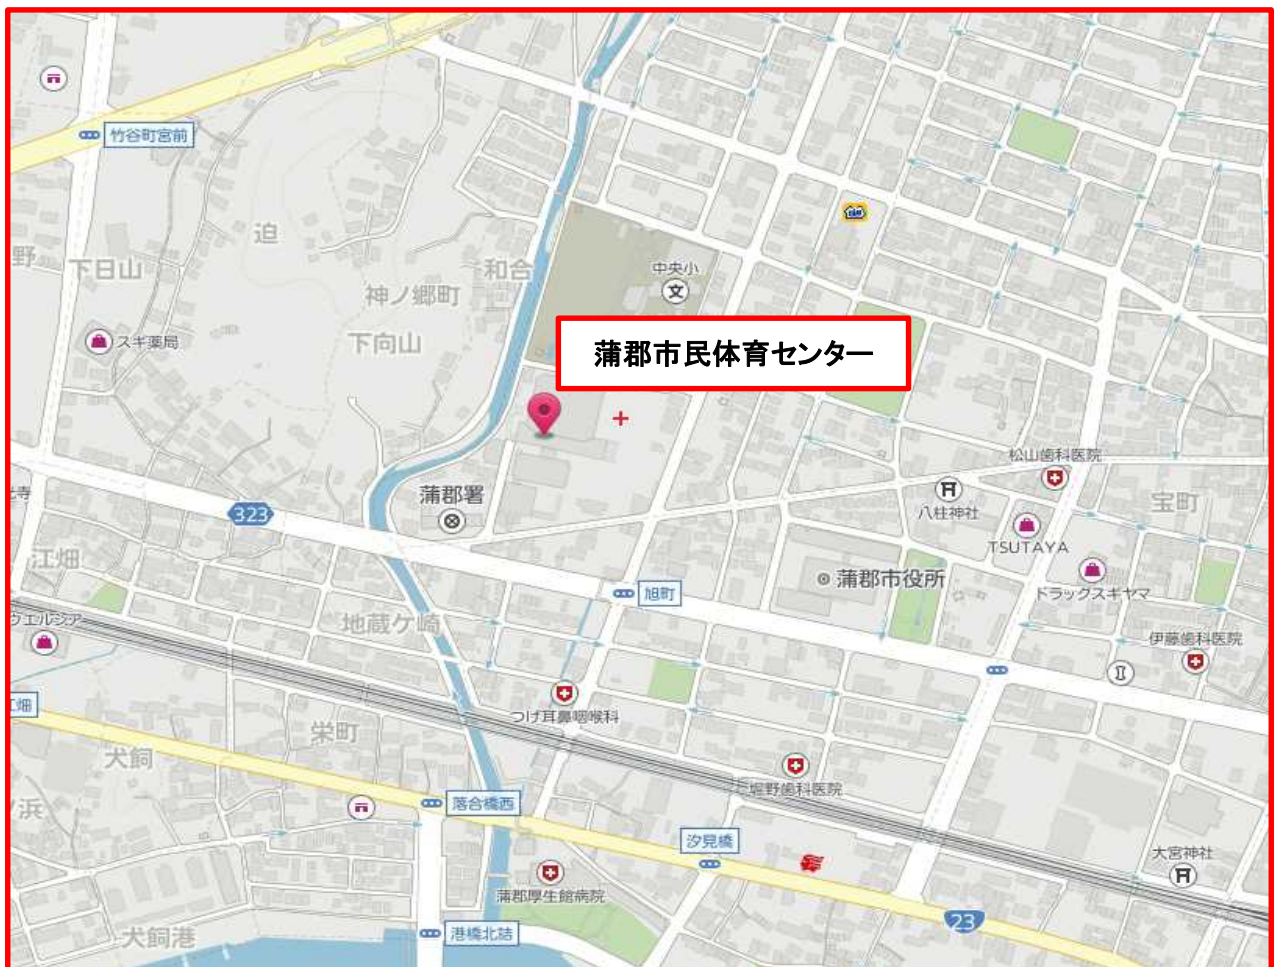 竹谷町宮前
迫
野
下日山
和合
中央小
文
神ノ郷町
下向山
スギ薬局
蒲郡市民体育センター
松山歯科医院
蒲郡署
八柱神社
宝町
323
TSUTAYA
江畑
蒲郡市役所
旭町
ドラッグスギヤマ
ウエルシア
地蔵ケ崎
伊藤歯科医院
つげ耳鼻咽喉科
栄町
犬飼
堀野歯科医院
落合橋西
汐見橋
大宮神社
蒲郡厚生館病院
23
犬飼港
港橋北詰